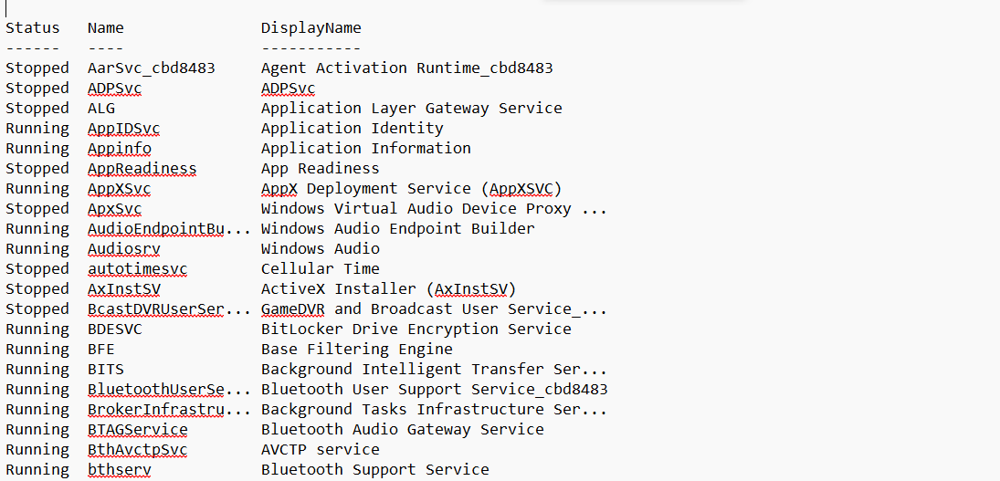 Status Name DisplayName
------ ---- -----------
Stopped AarSvc_cbd8483 Agent Activation Runtime_cbd8483
Stopped ADPSvc ADPSvc
Stopped ALG Application Layer Gateway Service
Running AppIDSvc Application Identity
Running Appinfo Application Information
Stopped AppReadiness App Readiness
Running AppXSvc AppX Deployment Service (AppXSVC)
Stopped ApxSvc Windows Virtual Audio Device Proxy ...
Running AudioEndpointBu... Windows Audio Endpoint Builder
Running Audiosrv Windows Audio
Stopped autotimesvc Cellular Time
Stopped AxInstSV ActiveX Installer (AxInstSV)
Stopped BcastDVRUserSer... GameDVR and Broadcast User Service_...
Running BDESVC BitLocker Drive Encryption Service
Running BFE Base Filtering Engine
Running BITS Background Intelligent Transfer Ser...
Running BluetoothUserSe... Bluetooth User Support Service_cbd8483
Running BrokerInfrastru... Background Tasks Infrastructure Ser...
Running BTAGService Bluetooth Audio Gateway Service
Running BthAvctpSvc AVCTP service
Running bthserv Bluetooth Support Service